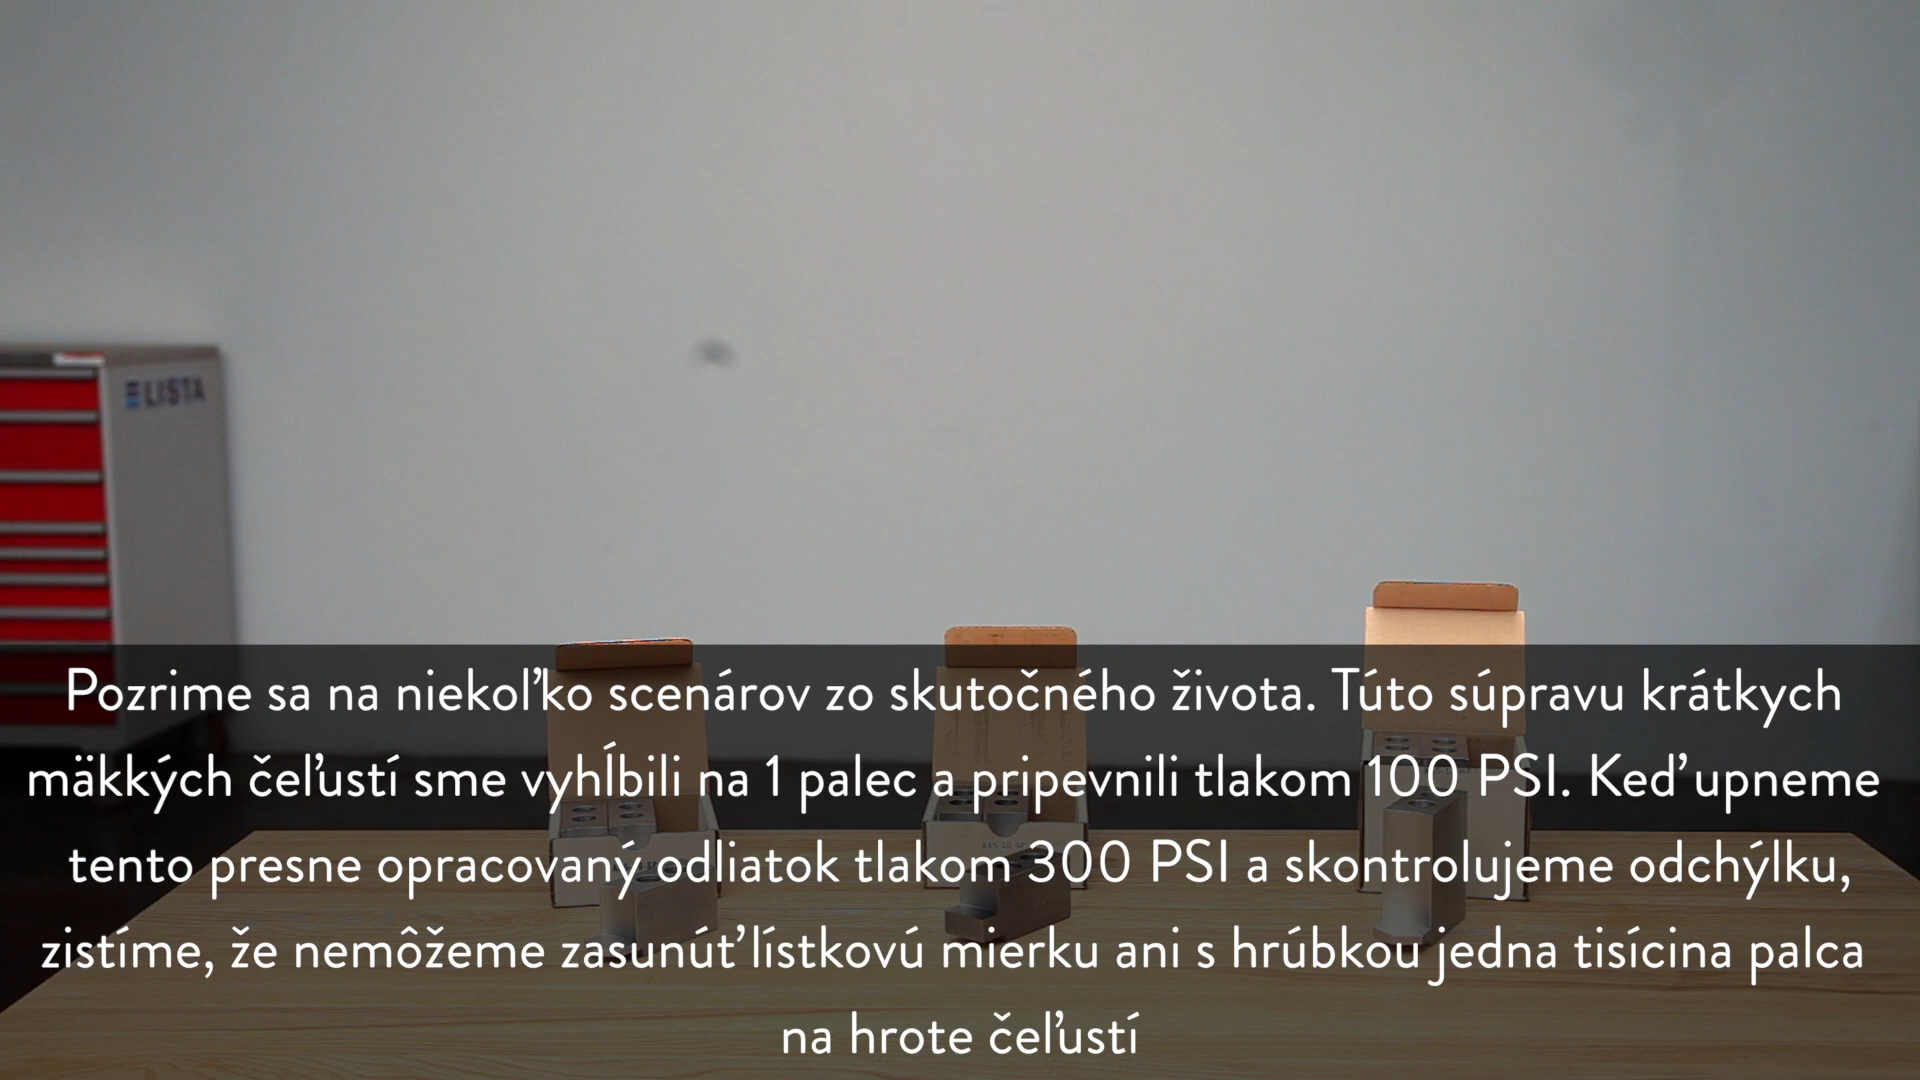 LISTA
Pozrime sa na niekoľko scenárov zo skutočného života. Túto súpravu krátkych
mäkkých čeľustí sme vyhĺbili na 1 palec a pripevnili tlakom 100 PSI. Keď upneme
tento presne opracovaný odliatok tlakom 300 PSI a skontrolujeme odchýlku,
zistíme, že nemôžeme zasunúť lístkovú mierku ani s hrúbkou jedna tisícina palca
na hrote čeľustí